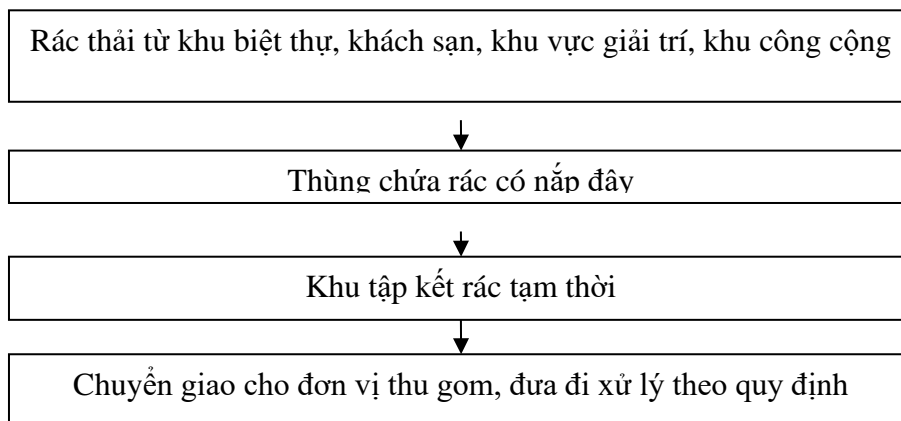 Rác thải từ khu biệt thự, khách sạn, khu vực giải trí, khu công cộng
Thùng chứa rác có nắp đây
Khu tập kết rác tạm thời
Chuyển giao cho đơn vị thu gom, đưa đi xử lý theo quy định